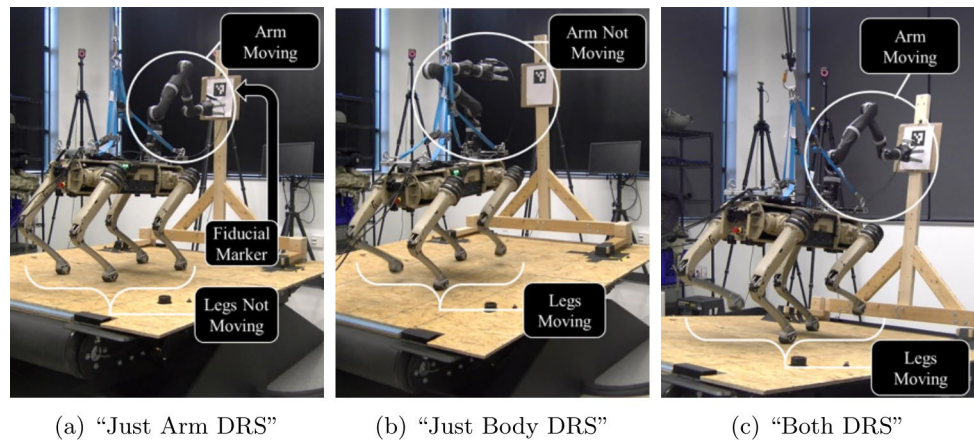 Arm
Moving
Fiducial
Marker
Legs Not
Moving
Arm Not
Moving
Legs
Moving
Arm
Moving
Legs
Moving
(a) “Just Arm DRS”
(b) “Just Body DRS”
(c) “Both DRS”